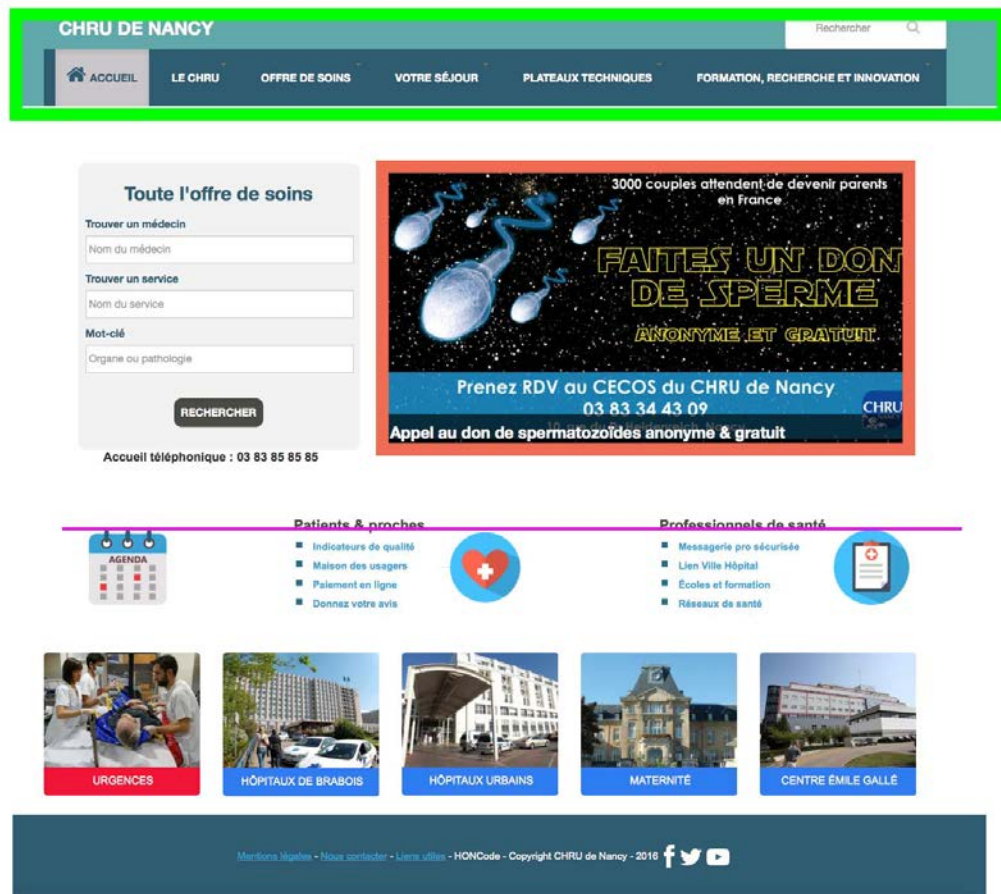 CHRU DE NANCY
Rechercher
ACCUEIL
LE CHRU
OFFRE DE SOINS
VOTRE SÉJOUR
PLATEAUX TECHNIQUES
FORMATION, RECHERCHE ET INNOVATION
Toute l'offre de soins
Trouver un médecin
Nom du médecin
Trouver un service
Nom du service
Mot-clé
Organe ou pathologie
RECHERCHER
Accueil téléphonique : 03 83 85 85 85
3000 couples attendent de devenir parents
en France
FAITES UN DON
DE SPERME
ANONYME ET GRATUIT
Prenez RDV au CECOS du CHRU de Nancy
03 83 34 43 09
CHRU
Appel au don de spermatozoïdes anonyme & gratuit
AGENDA
Patients & proches
Indicateurs de qualité
Maison des usagers
Paiement en ligne
Donnez votre avis
Professionnels de santé
Messagerie pro sécurisée
Lien Ville Hôpital
Écoles et formation
Réseaux de santé
URGENCES
HÔPITAUX DE BRABOIS
HÔPITAUX URBAINS
MATERNITÉ
CENTRE ÉMILE GALLÉ
Mentions légales - Nous contacter - Liens utiles - HONCode - Copyright CHRU de Nancy - 2016